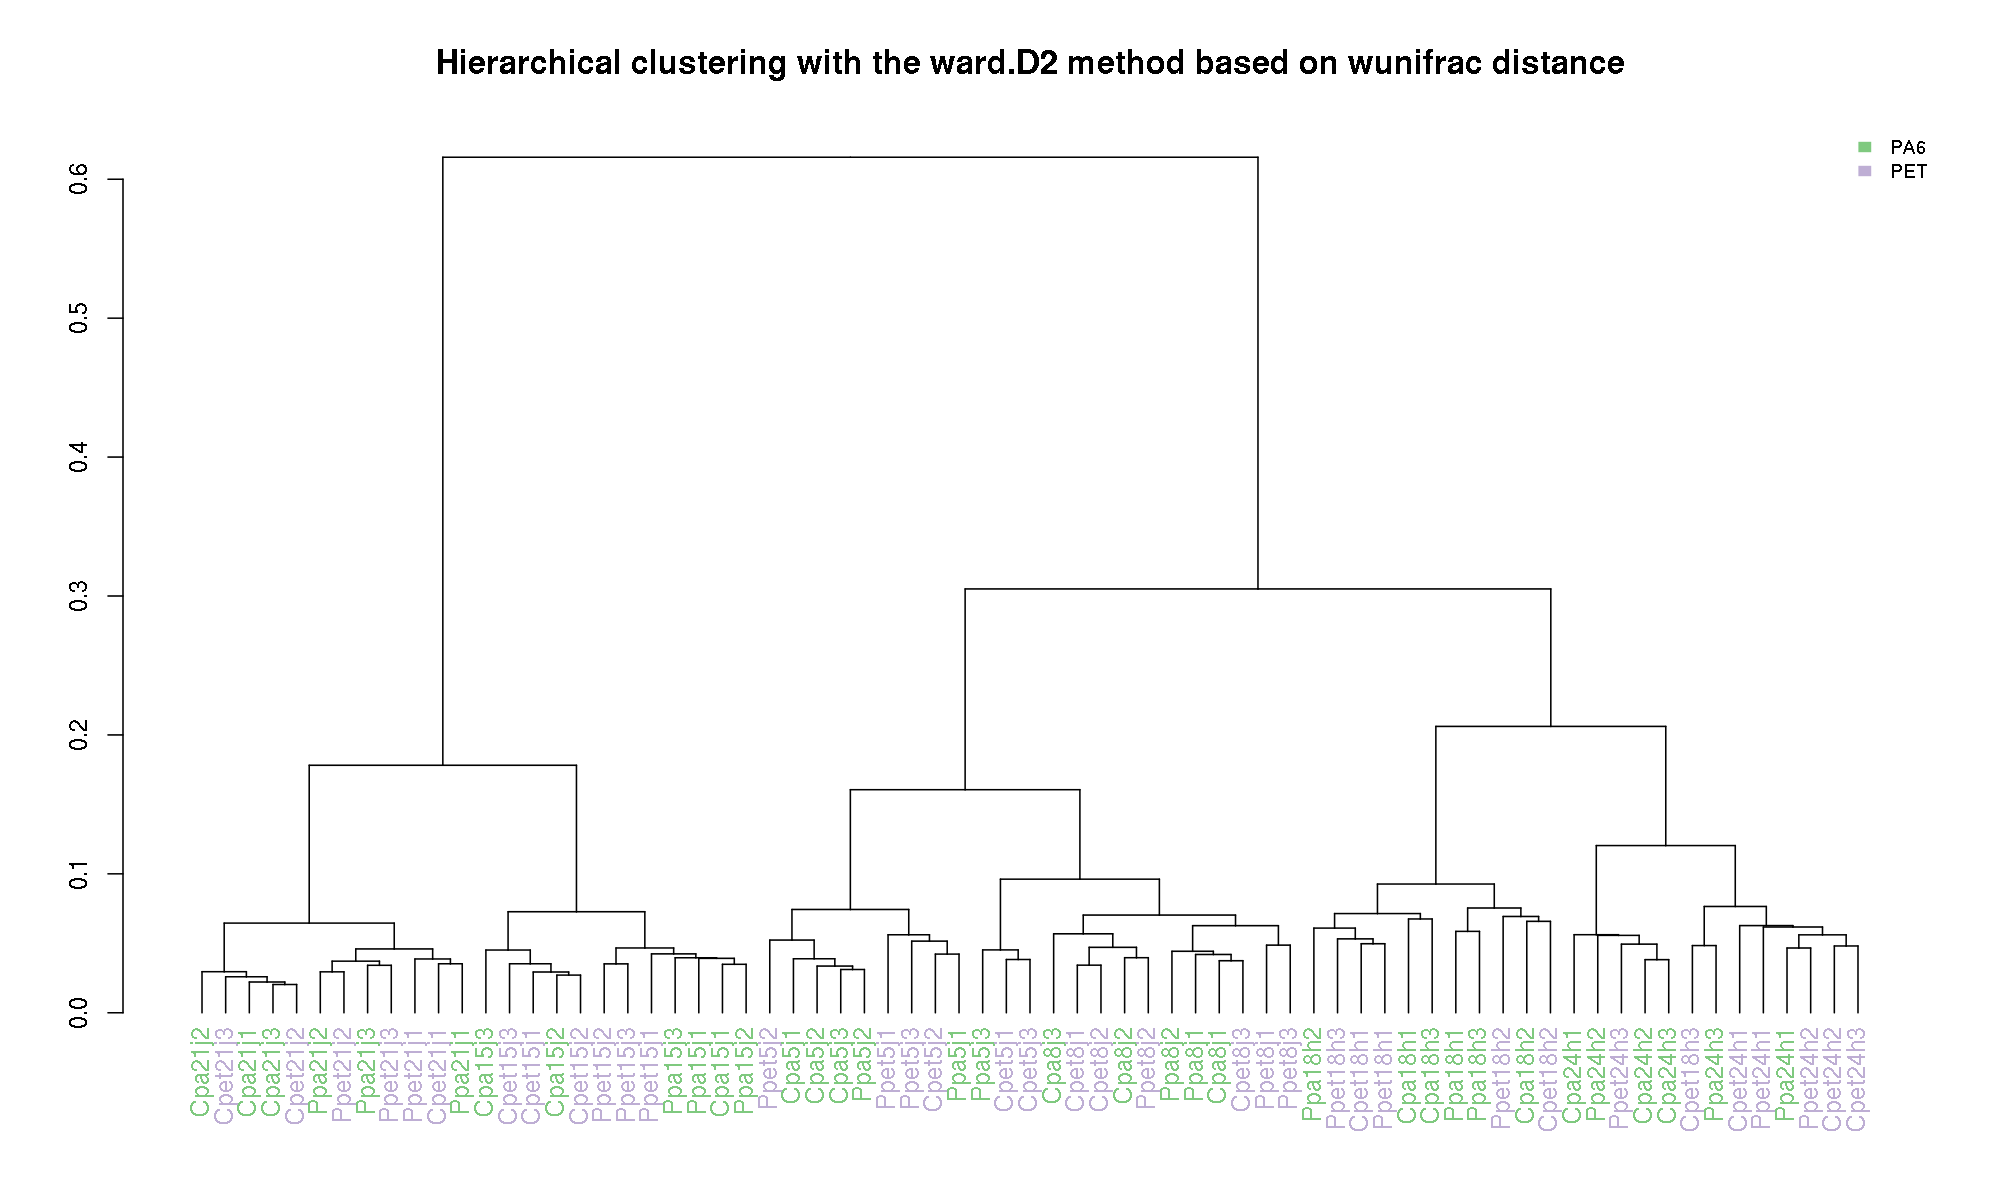 Hierarchical clustering with the ward.D2 method based on wunifrac distance
PA6
PET
0.6
0.5
0.4
0.3
0.2
0.1
0.0
Cpa21j2
Cpet21j3
Cpa21j1
Cpa21j3
Cpet21j2
Ppa21j2
Ppet21j2
Ppa21j3
Ppet21j3
Ppet21j1
Cpet21j1
Ppa21j1
Cpa15j3
Cpet15j3
Cpet15j1
Cpa15j2
Cpet15j2
Ppet15j2
Ppet15j3
Ppet15j1
Ppa15j3
Ppa15j1
Cpa15j1
Ppa15j2
Ppet5j2
Cpa5j1
Cpa5j2
Cpa5j3
Ppa5j2
Ppet5j1
Ppet5j3
Cpet5j2
Ppa5j1
Ppa5j3
Cpet5j1
Cpet5j3
Cpa8j3
Cpet8j1
Cpet8j2
Cpa8j2
Ppet8j2
Ppa8j2
Ppa8j1
Cpa8j1
Cpet8j3
Ppet8j1
Ppet8j3
Ppa18h2
Ppet18h3
Cpet18h1
Ppet18h1
Cpa18h1
Cpa18h3
Ppa18h1
Ppa18h3
Ppet18h2
Cpa18h2
Cpet18h2
Cpa24h1
Ppa24h2
Ppet24h3
Cpa24h2
Cpa24h3
Cpet18h3
Ppa24h3
Cpet24h1
Ppet24h1
Ppa24h1
Ppet24h2
Cpet24h2
Cpet24h3